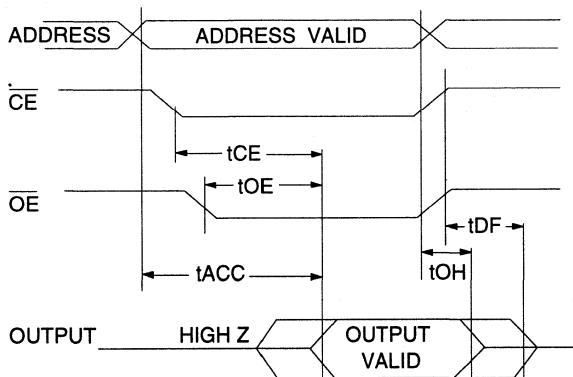 ADDRESS
ADDRESS VALID
CE
tCE
tOE
OE
tDF
tACC
tOH
OUTPUT
HIGH Z
OUTPUT
VALID